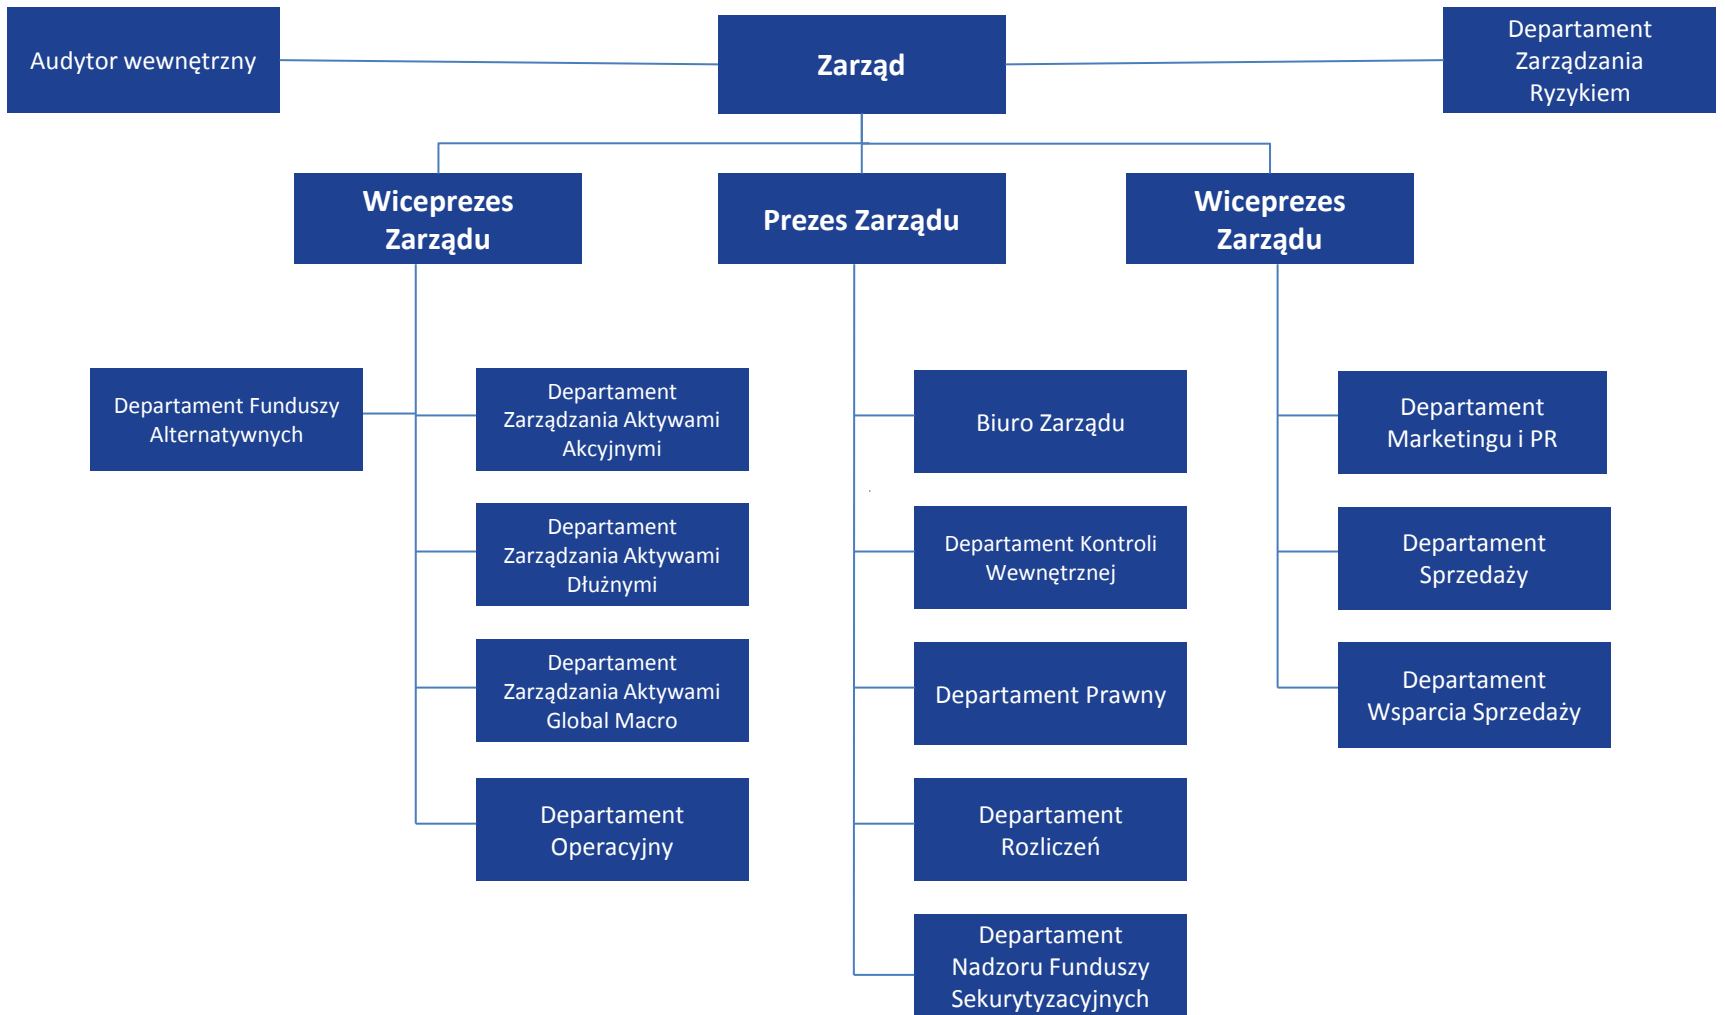 Audytor wewnętrzny
Zarząd
Departament
Zarządzania
Ryzykiem
Wiceprezes
Zarządu
Prezes Zarządu
Wiceprezes
Zarządu
Departament Funduszy
Alternatywnych
Departament
Zarządzania Aktywami
Akcyjnymi
Departament
Zarządzania Aktywami
Dłużnymi
Departament
Zarządzania Aktywami
Global Macro
Departament
Operacyjny
Biuro Zarządu
Departament Kontroli
Wewnętrznej
Departament Prawny
Departament
Rozliczeń
Departament
Nadzoru Funduszy
Sekurytyzacyjnych
Departament
Marketingu i PR
Departament
Sprzedaży
Departament
Wsparcia Sprzedaży